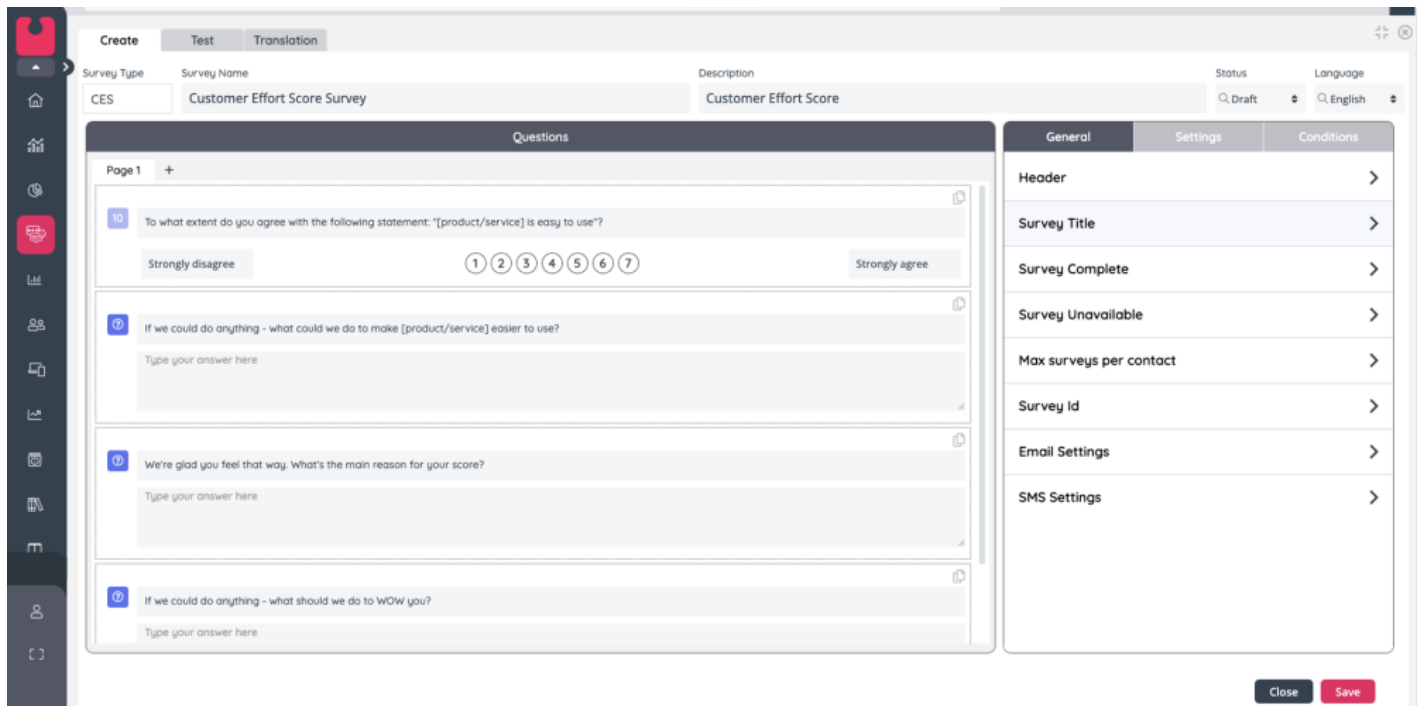 Create Test Translation
Survey Type Survey Name Description Status Language
CES Customer Effort Score Survey Customer Effort Score Draft English
Questions
Page 1 +
10 To what extent do you agree with the following statement: "[product/service] is easy to use"?
Strongly disagree 1 2 3 4 5 6 7 Strongly agree
If we could do anything - what could we do to make [product/service] easier to use?
Type your answer here
We're glad you feel that way. What's the main reason for your score?
Type your answer here
If we could do anything - what should we do to WOW you?
Type your answer here
General Settings Conditions
Header
Survey Title
Survey Complete
Survey Unavailable
Max surveys per contact
Survey Id
Email Settings
SMS Settings
Close Save